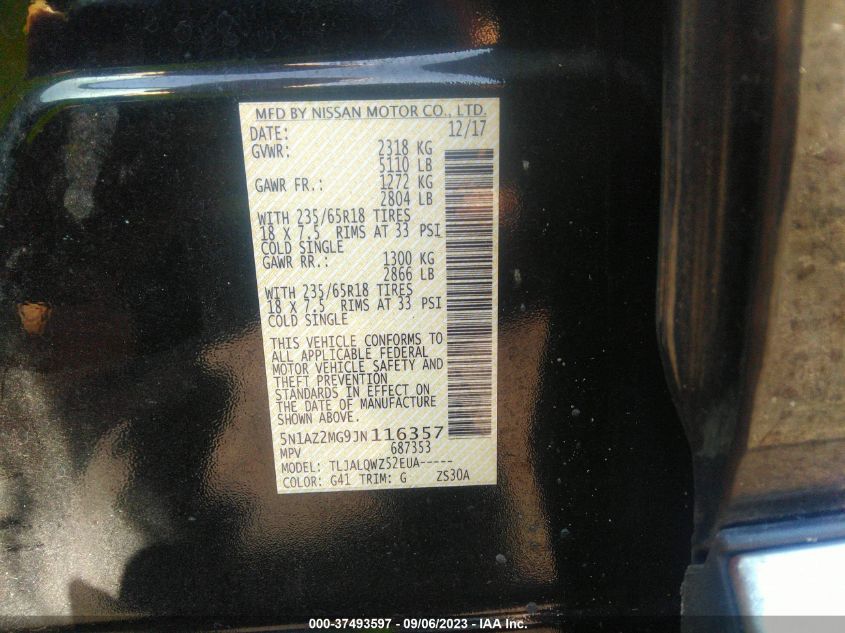 MFD BY NISSAN MOTOR CO., LTD.
DATE: 12/17
GVWR: 2318 KG
5110 LB
GAWR FR.: 1272 KG
2804 LB
WITH 235/65R18 TIRES
18 X 7.5 RIMS AT 33 PSI
COLD SINGLE
GAWR RR.: 1300 KG
2866 LB
WITH 235/65R18 TIRES
18 X 7.5 RIMS AT 33 PSI
COLD SINGLE
THIS VEHICLE CONFORMS TO
ALL APPLICABLE FEDERAL
MOTOR VEHICLE SAFETY AND
THEFT PREVENTION
STANDARDS IN EFFECT ON
THE DATE OF MANUFACTURE
SHOWN ABOVE.
5N1AZ2MG9JN116357
MPV 687353
MODEL: TLJALQWZ52EUA-----
COLOR: G41 TRIM: G ZS30A
000-37493597 - 09/06/2023 - IAA Inc.